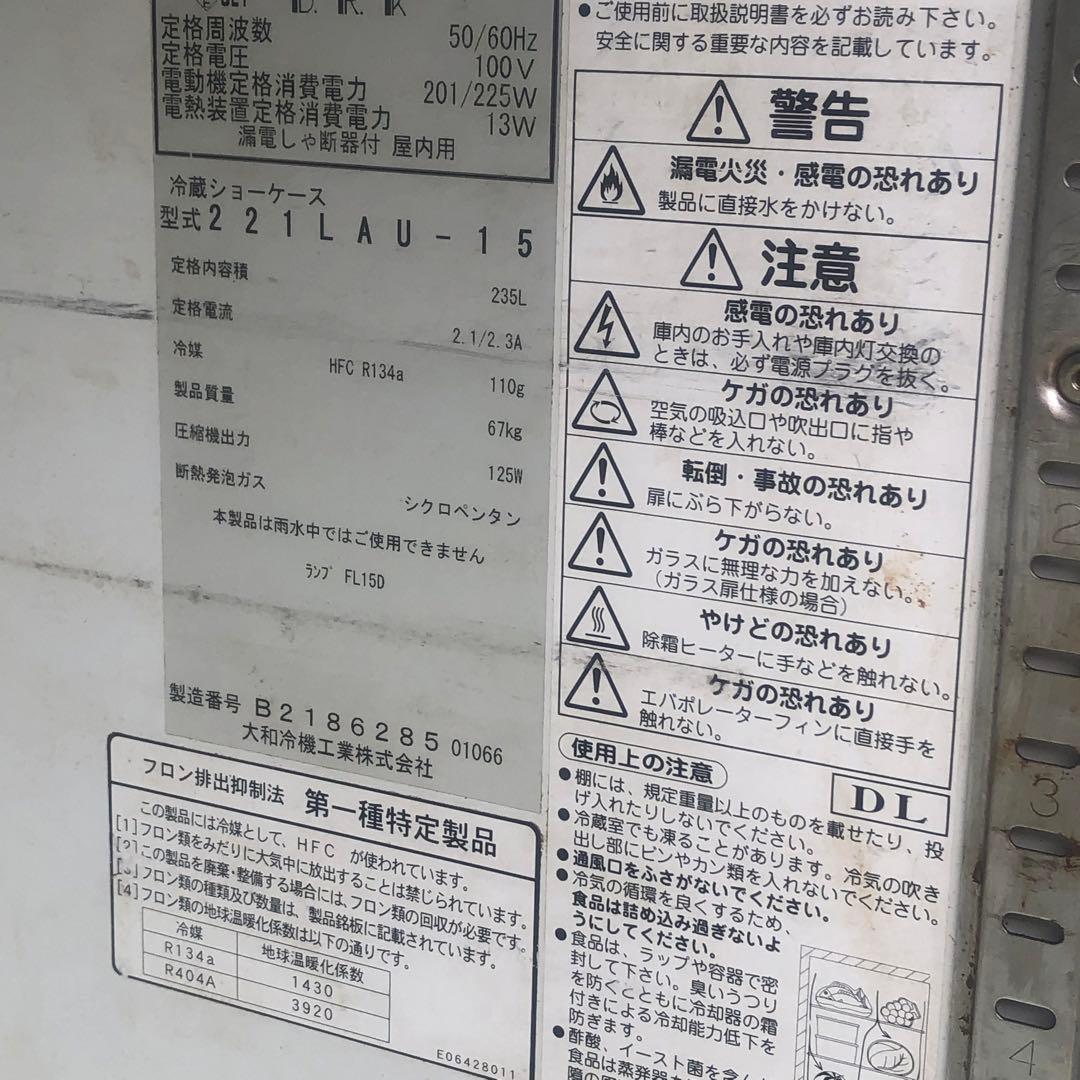 D. R. K
定格周波数 50/60Hz
定格電圧 100V
電動機定格消費電力 201/225W
電熱装置定格消費電力 13W
漏電しゃ断器付 屋内用
冷蔵ショーケース
型式 221LAU-15
定格内容積 235L
定格電流 2.1/2.3A
冷媒 HFC R134a 110g
製品質量 67kg
圧縮機出力 125W
断熱発泡ガス シクロペンタン
本製品は雨水中ではご使用できません
ランプ FL15D
製造番号 B2186285 01066
大和冷機工業株式会社
フロン排出抑制法 第一種特定製品
この製品には冷媒として、HFC が使われています。
[1]フロン類をみだりに大気中に放出することは禁じられています。
[2]この製品を廃棄・整備する場合には、フロン類の回収が必要です。
[3]フロン類の種類及び数量は、製品銘板に記載されています。
[4]フロン類の地球温暖化係数は以下の通りです。
冷媒 地球温暖化係数
R134a 1430
R404A 3920
E06428011
●ご使用前に取扱説明書を必ずお読み下さい。
安全に関する重要な内容を記載しています。
警告
漏電火災・感電の恐れあり
製品に直接水をかけない。
注意
感電の恐れあり
庫内のお手入れや庫内灯交換の
ときは、必ず電源プラグを抜く。
ケガの恐れあり
空気の吸込口や吹出口に指や
棒などを入れない。
転倒・事故の恐れあり
扉にぶら下がらない。
ケガの恐れあり
ガラスに無理な力を加えない。
(ガラス扉仕様の場合)
やけどの恐れあり
除霜ヒーターに手などを触れない。
ケガの恐れあり
エバポレーターフィンに直接手を
触れない。
使用上の注意
DL
●棚には、規定重量以上のものを載せたり、投
げ入れたりしないでください。
●冷蔵室でも凍ることがあります。冷気の吹き
出し部にビンやカン類を入れないでください。
●通風口をふさがないでください。
●冷気の循環を良くするため、
食品は詰め込み過ぎないよ
うにしてください。
●食品は、ラップや容器で密
封して下さい。臭いうつり
を防ぐとともに冷却器の霜
付きによる冷却能力低下を
防ぎます。
●酢酸、イースト菌を含んだ
食品は蒸発器
2
3
4